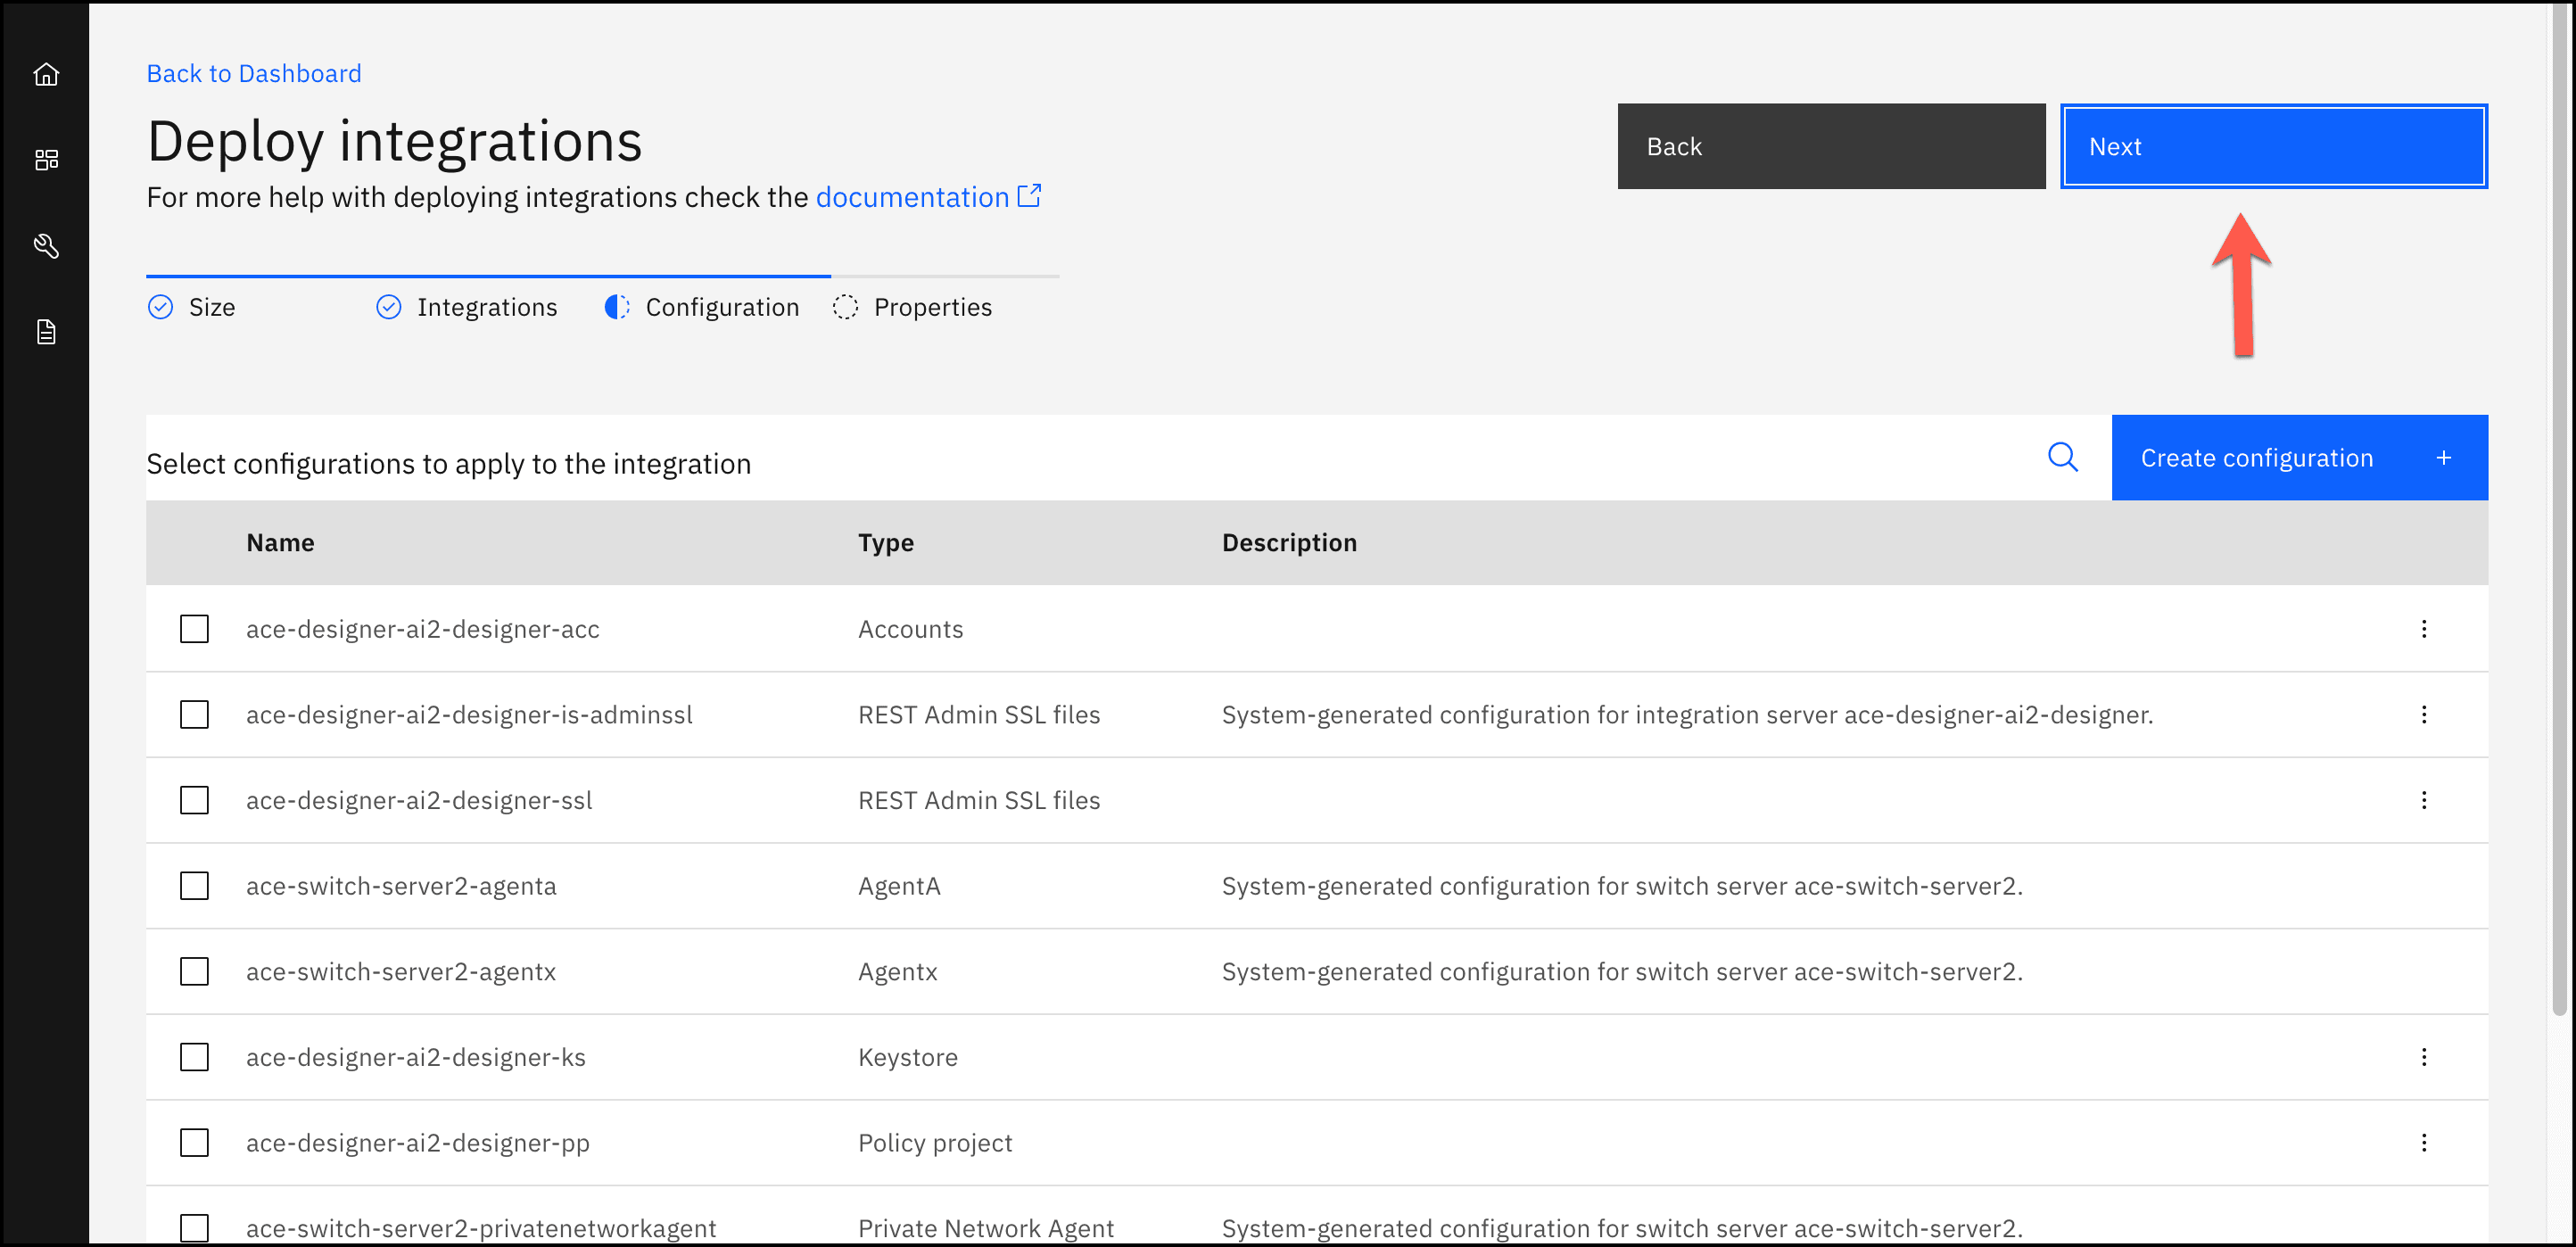 Back to Dashboard
Deploy integrations
For more help with deploying integrations check the documentation
Back
Next
Size
Integrations
Configuration
Properties
Select configurations to apply to the integration
Create configuration +
Name Type Description
ace-designer-ai2-designer-acc Accounts
ace-designer-ai2-designer-is-adminssl REST Admin SSL files System-generated configuration for integration server ace-designer-ai2-designer.
ace-designer-ai2-designer-ssl REST Admin SSL files
ace-switch-server2-agenta AgentA System-generated configuration for switch server ace-switch-server2.
ace-switch-server2-agentx Agentx System-generated configuration for switch server ace-switch-server2.
ace-designer-ai2-designer-ks Keystore
ace-designer-ai2-designer-pp Policy project
ace-switch-server2-privatenetworkagent Private Network Agent System-generated configuration for switch server ace-switch-server2.